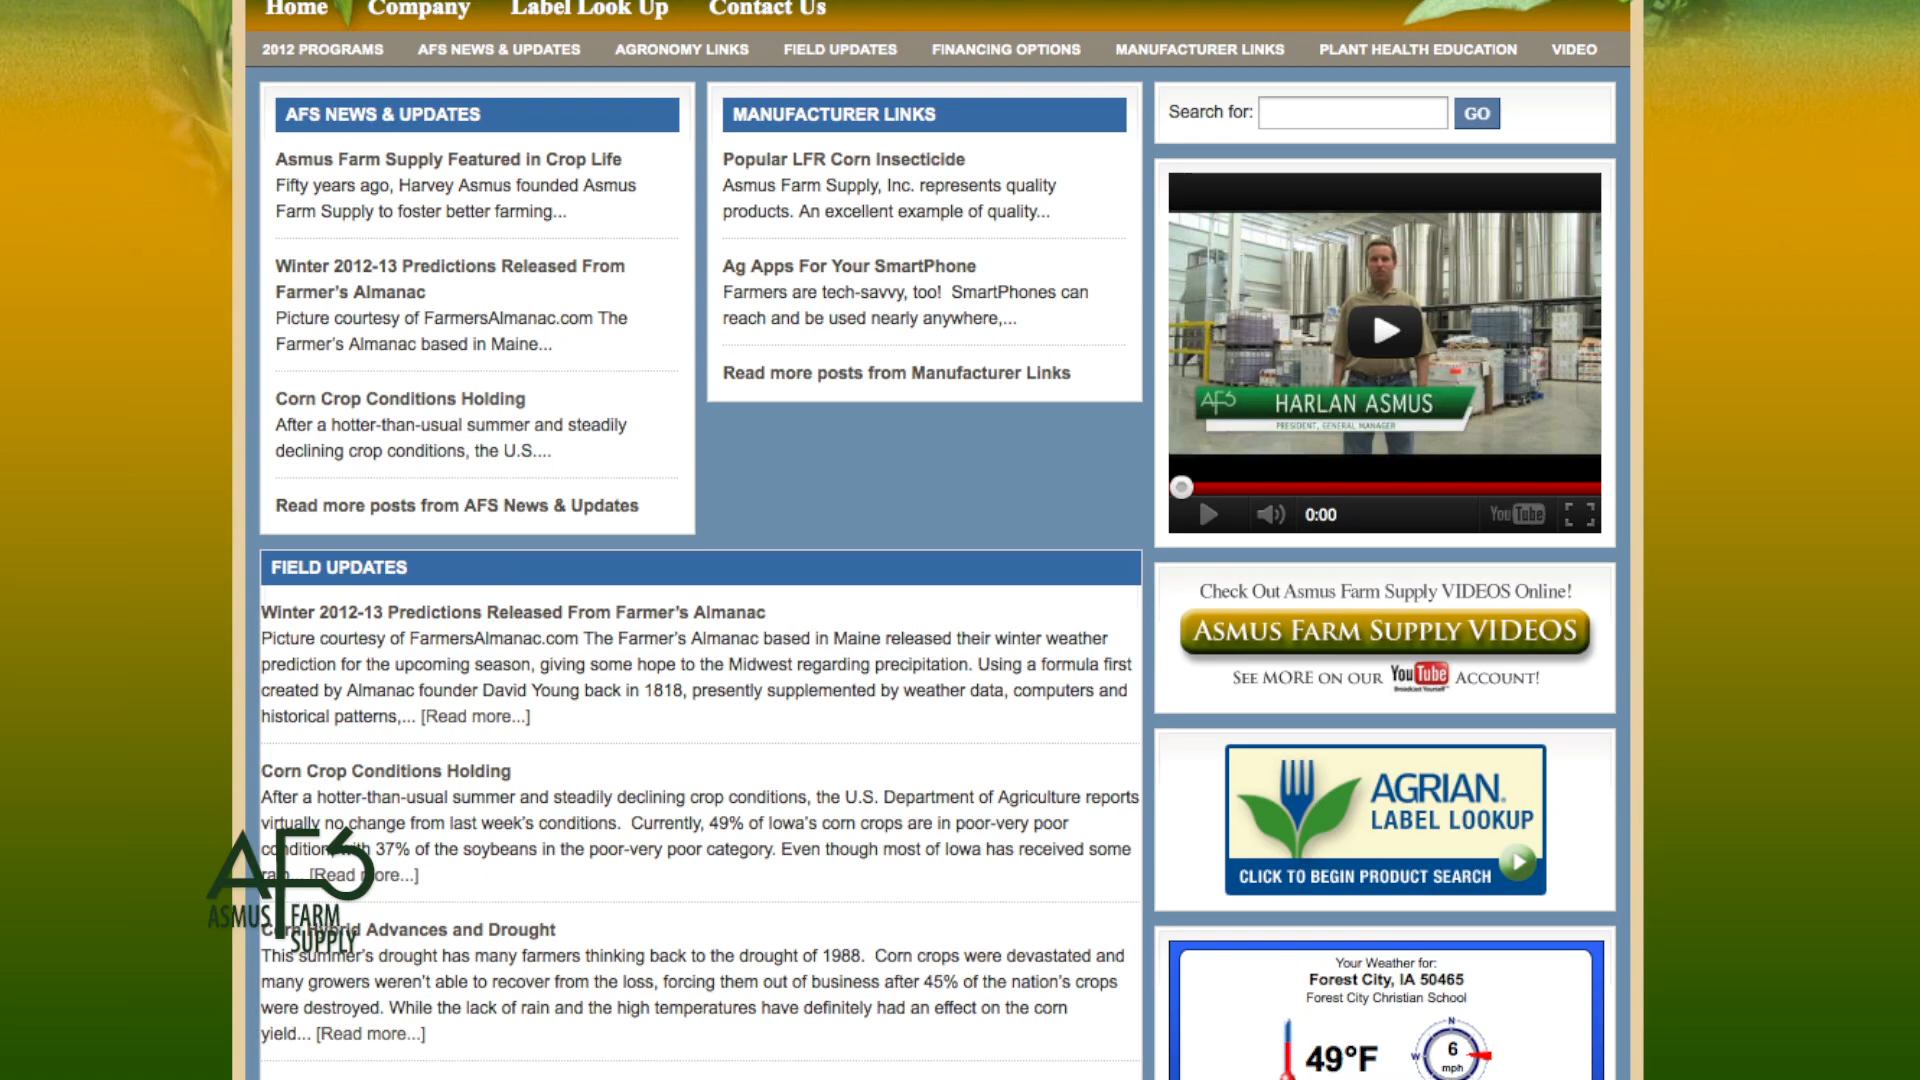 Home Company Label Look Up Contact Us
2012 PROGRAMS AFS NEWS & UPDATES AGRONOMY LINKS FIELD UPDATES FINANCING OPTIONS MANUFACTURER LINKS PLANT HEALTH EDUCATION VIDEO
AFS NEWS & UPDATES
Asmus Farm Supply Featured in Crop Life
Fifty years ago, Harvey Asmus founded Asmus
Farm Supply to foster better farming...
Winter 2012-13 Predictions Released From
Farmer's Almanac
Picture courtesy of FarmersAlmanac.com The
Farmer's Almanac based in Maine...
Corn Crop Conditions Holding
After a hotter-than-usual summer and steadily
declining crop conditions, the U.S....
Read more posts from AFS News & Updates
MANUFACTURER LINKS
Popular LFR Corn Insecticide
Asmus Farm Supply, Inc. represents quality
products. An excellent example of quality...
Ag Apps For Your SmartPhone
Farmers are tech-savvy, too! SmartPhones can
reach and be used nearly anywhere,...
Read more posts from Manufacturer Links
Search for: GO
AFS HARLAN ASMUS
PRESIDENT, GENERAL MANAGER
0:00 YouTube
FIELD UPDATES
Winter 2012-13 Predictions Released From Farmer's Almanac
Picture courtesy of FarmersAlmanac.com The Farmer's Almanac based in Maine released their winter weather
prediction for the upcoming season, giving some hope to the Midwest regarding precipitation. Using a formula first
created by Almanac founder David Young back in 1818, presently supplemented by weather data, computers and
historical patterns,... [Read more...]
Corn Crop Conditions Holding
After a hotter-than-usual summer and steadily declining crop conditions, the U.S. Department of Agriculture reports
virtually no change from last week's conditions. Currently, 49% of Iowa's corn crops are in poor-very poor
condition with 37% of the soybeans in the poor-very poor category. Even though most of Iowa has received some
rain... [Read more...]
Corn Hybrid Advances and Drought
This summer's drought has many farmers thinking back to the drought of 1988. Corn crops were devastated and
many growers weren't able to recover from the loss, forcing them out of business after 45% of the nation's crops
were destroyed. While the lack of rain and the high temperatures have definitely had an effect on the corn
yield... [Read more...]
AFS
ASMUS FARM
SUPPLY
Check Out Asmus Farm Supply VIDEOS Online!
ASMUS FARM SUPPLY VIDEOS
SEE MORE ON OUR YouTube ACCOUNT!
Broadcast Yourself
AGRIAN
LABEL LOOKUP
CLICK TO BEGIN PRODUCT SEARCH
Your Weather for:
Forest City, IA 50465
Forest City Christian School
N
49°F W 6
mph